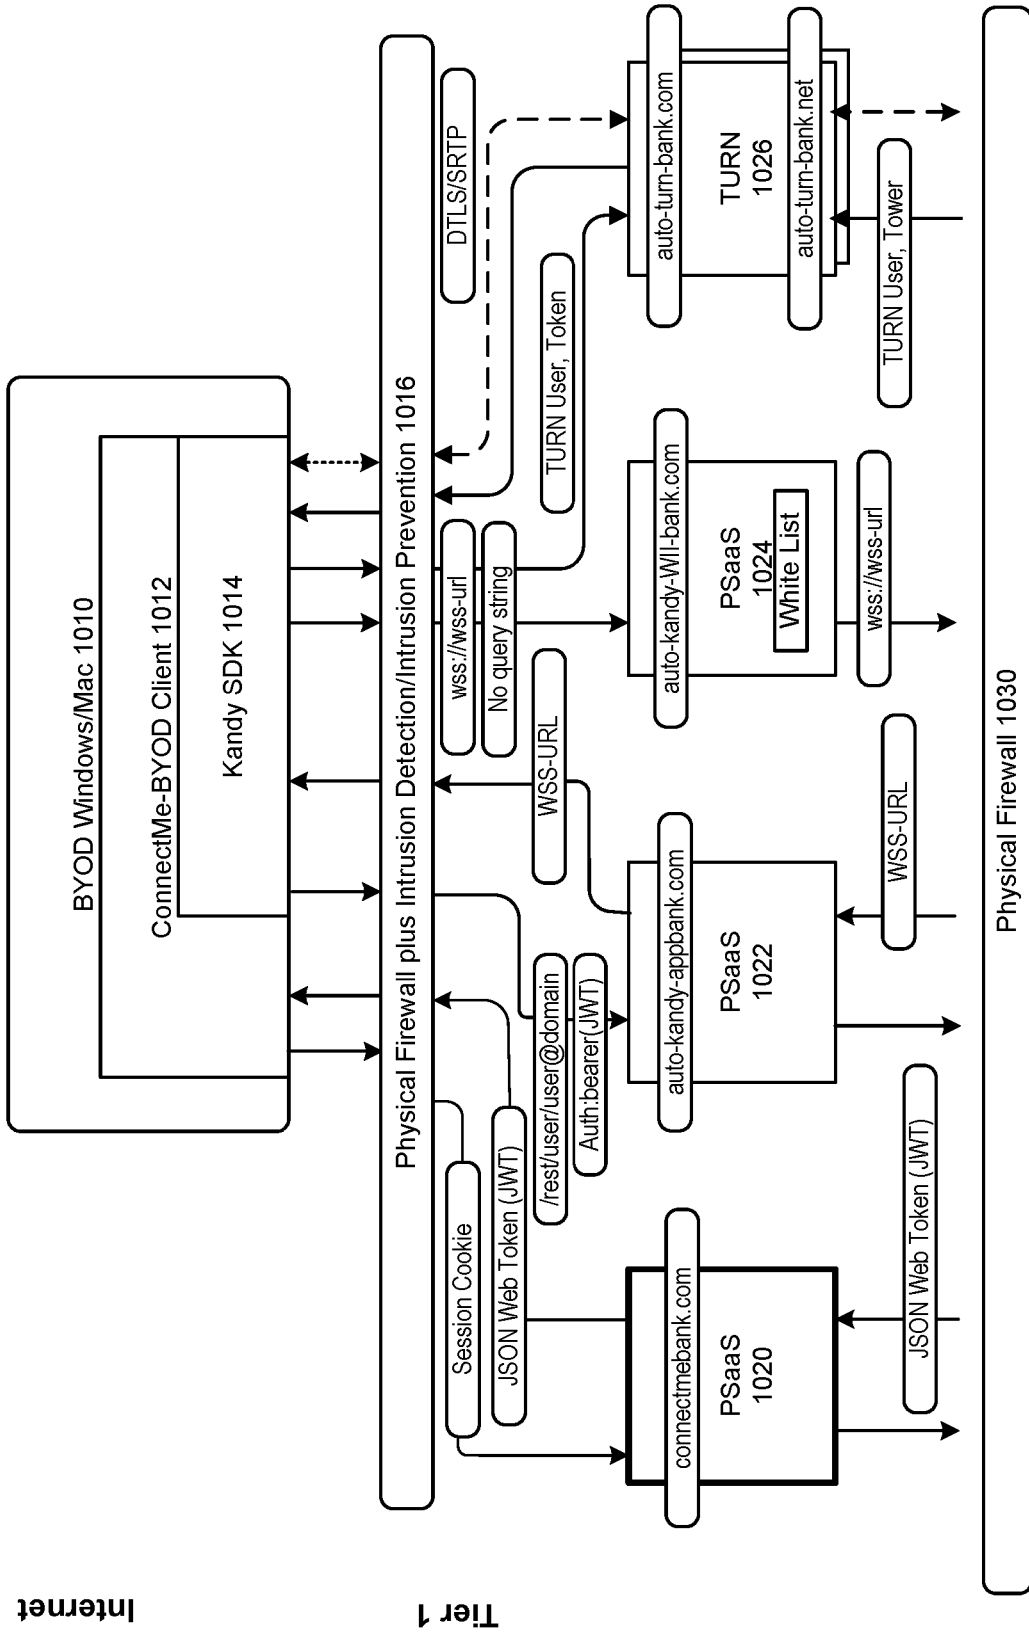 Internet
BYOD Windows/Mac 1010
ConnectMe-BYOD Client 1012
Kandy SDK 1014
Tier 1
Physical Firewall plus Intrusion Detection/Intrusion Prevention 1016
Session Cookie
JSON Web Token (JWT)
/rest/user/user@domain
Auth:bearer(JWT)
WSS-URL
wss://wss-url
No query string
TURN User, Token
DTLS/SRTP
connectmebank.com
PSaaS
1020
auto-kandy-appbank.com
PSaaS
1022
auto-kandy-WII-bank.com
PSaaS
1024
White List
auto-turn-bank.com
TURN
1026
auto-turn-bank.net
JSON Web Token (JWT)
WSS-URL
wss://wss-url
TURN User, Tower
Physical Firewall 1030